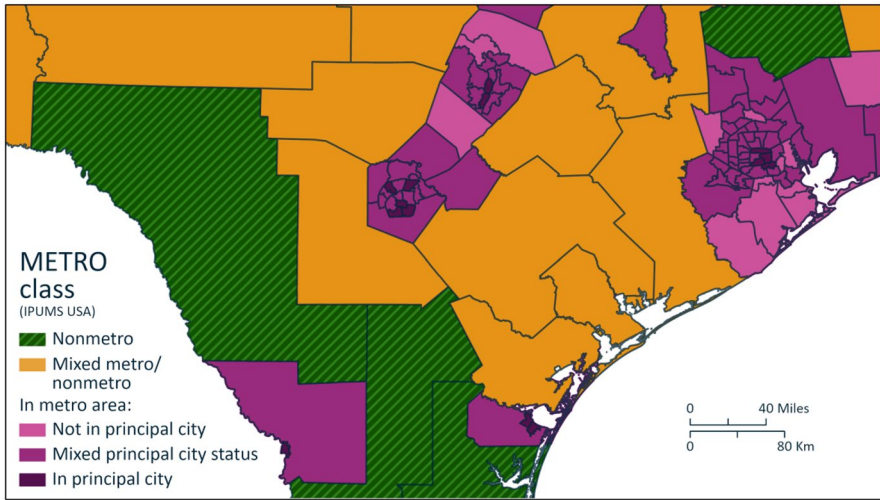 METRO
class
(IPUMS USA)
Nonmetro
Mixed metro/
nonmetro
In metro area:
Not in principal city
Mixed principal city status
In principal city
0 40 Miles
0 80 Km